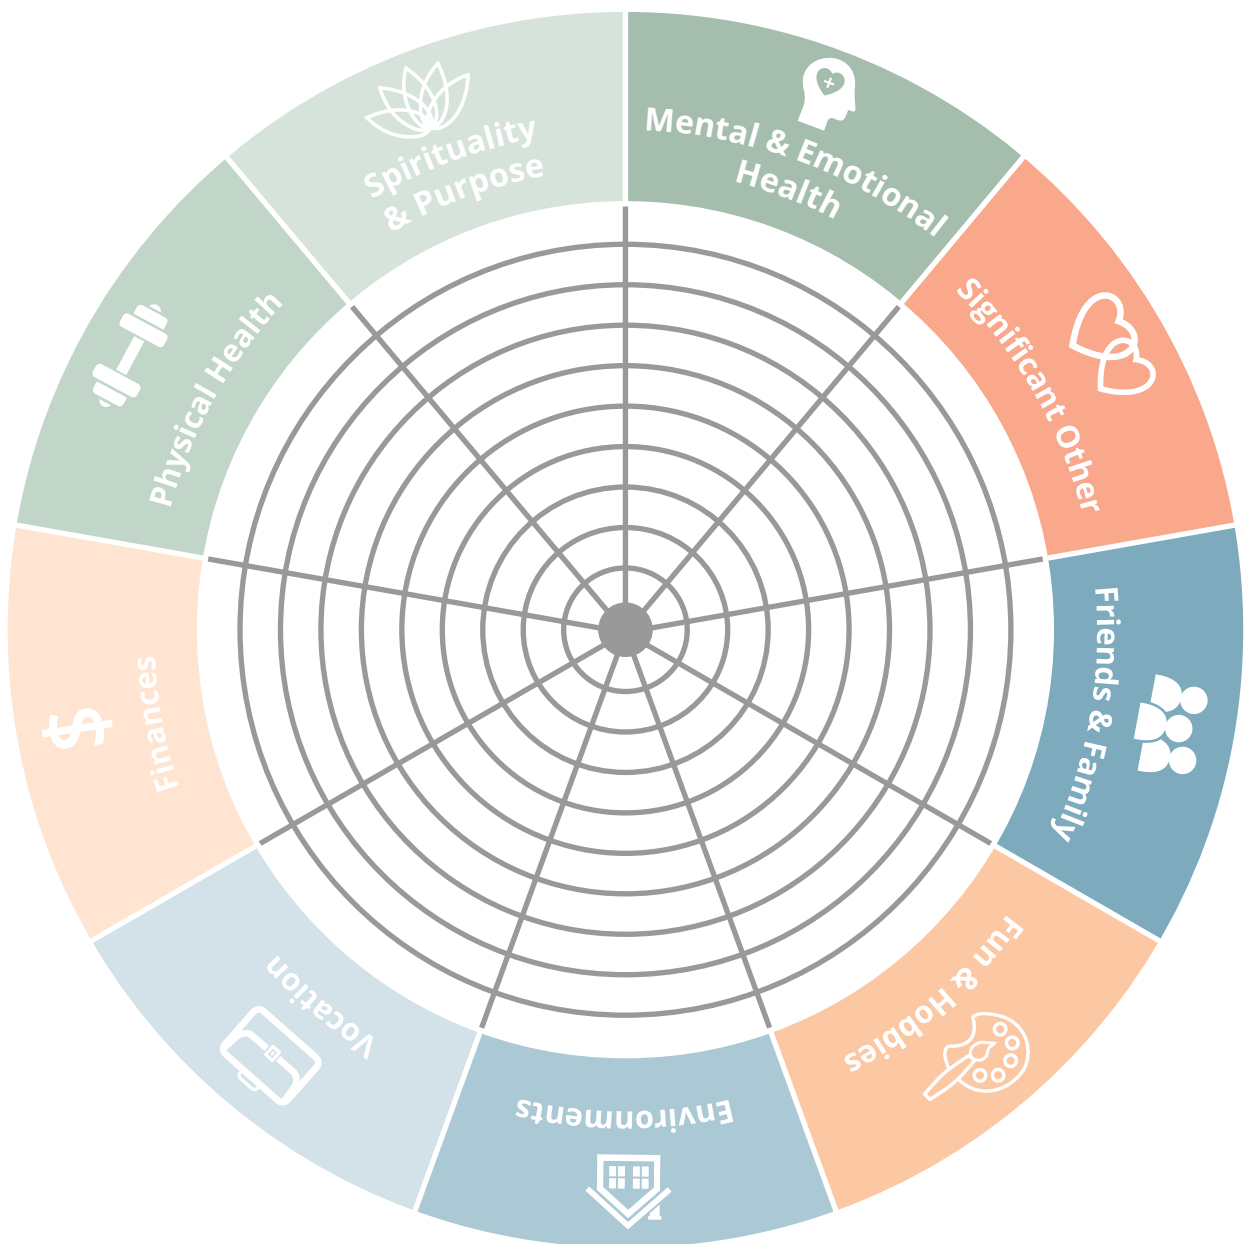 Mental & Emotional
Health
Significant Other
Friends & Family
Fun & Hobbies
Environments
Vocation
Finances
$
Physical Health
Spirituality
& Purpose